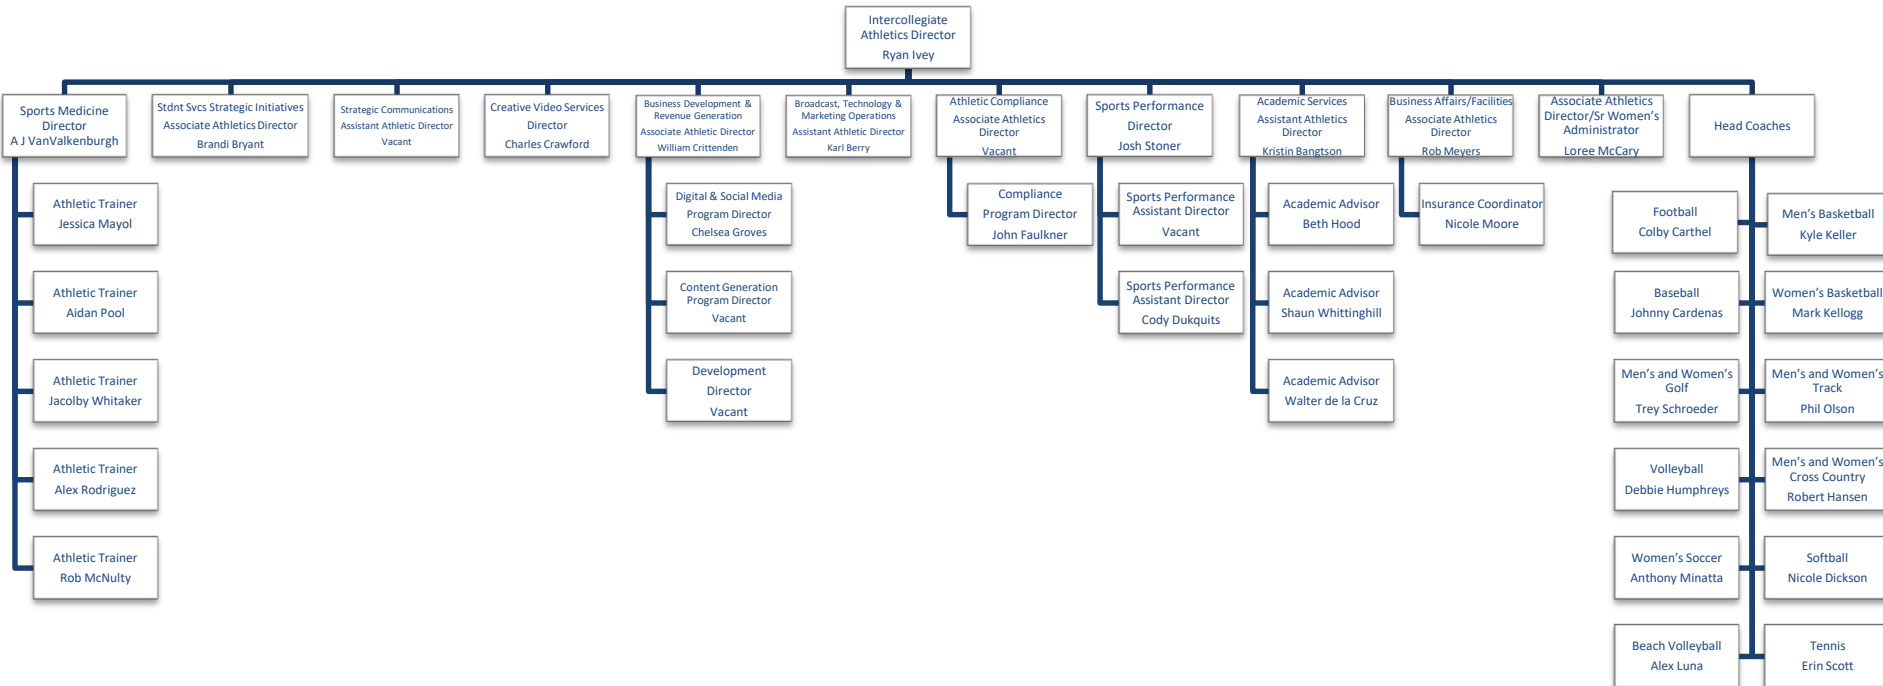 Intercollegiate
Athletics Director
Ryan Ivey
Sports Medicine
Director
A J VanValkenburgh
Stdnt Svcs Strategic Initiatives
Associate Athletics Director
Brandi Bryant
Strategic Communications
Assistant Athletic Director
Vacant
Creative Video Services
Director
Charles Crawford
Business Development &
Revenue Generation
Associate Athletic Director
William Crittenden
Broadcast, Technology &
Marketing Operations
Assistant Athletic Director
Karl Berry
Athletic Compliance
Associate Athletics
Director
Vacant
Sports Performance
Director
Josh Stoner
Academic Services
Assistant Athletics
Director
Kristin Bangtson
Business Affairs/Facilities
Associate Athletics
Director
Rob Meyers
Associate Athletics
Director/Sr Women's
Administrator
Loree McCary
Head Coaches
Athletic Trainer
Jessica Mayol
Athletic Trainer
Aidan Pool
Athletic Trainer
Jacolby Whitaker
Athletic Trainer
Alex Rodriguez
Athletic Trainer
Rob McNulty
Digital & Social Media
Program Director
Chelsea Groves
Content Generation
Program Director
Vacant
Development
Director
Vacant
Compliance
Program Director
John Faulkner
Sports Performance
Assistant Director
Vacant
Sports Performance
Assistant Director
Cody Dukquits
Academic Advisor
Beth Hood
Academic Advisor
Shaun Whittinghill
Academic Advisor
Walter de la Cruz
Insurance Coordinator
Nicole Moore
Football
Colby Carthel
Men's Basketball
Kyle Keller
Baseball
Johnny Cardenas
Women's Basketball
Mark Kellogg
Men's and Women's
Golf
Trey Schroeder
Men's and Women's
Track
Phil Olson
Volleyball
Debbie Humphreys
Men's and Women's
Cross Country
Robert Hansen
Women's Soccer
Anthony Minatta
Softball
Nicole Dickson
Beach Volleyball
Alex Luna
Tennis
Erin Scott